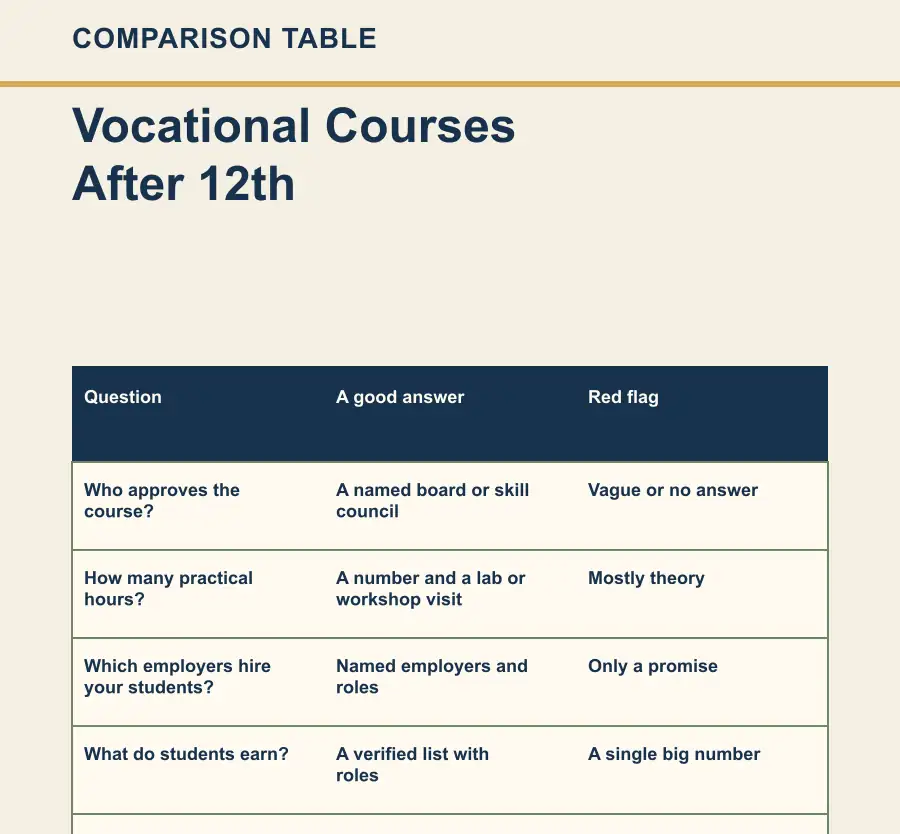 COMPARISON TABLE
Vocational Courses
After 12th
Question
A good answer
Red flag
Who approves the
course?
A named board or skill
council
Vague or no answer
How many practical
hours?
A number and a lab or
workshop visit
Mostly theory
Which employers hire
your students?
Named employers and
roles
Only a promise
What do students earn?
A verified list with
roles
A single big number